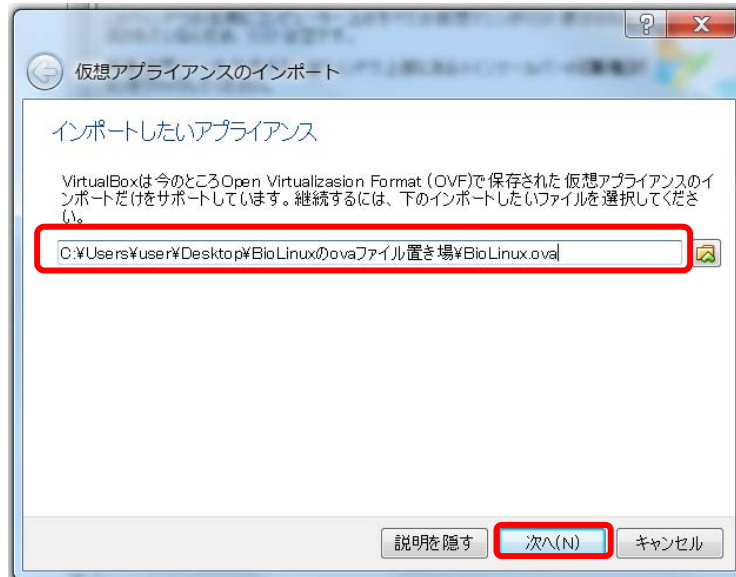 仮想アプライアンスのインポート
インポートしたいアプライアンス
VirtualBoxは今のところOpen Virtualizasion Format (OVF)で保存された仮想アプライアンスのイ
ンポートだけをサポートしています。継続するには、下のインポートしたいファイルを選択してくださ
い。
C:¥Users¥user¥Desktop¥BioLinuxのovaファイル置き場¥BioLinux.ova
説明を隠す 次へ(N) キャンセル